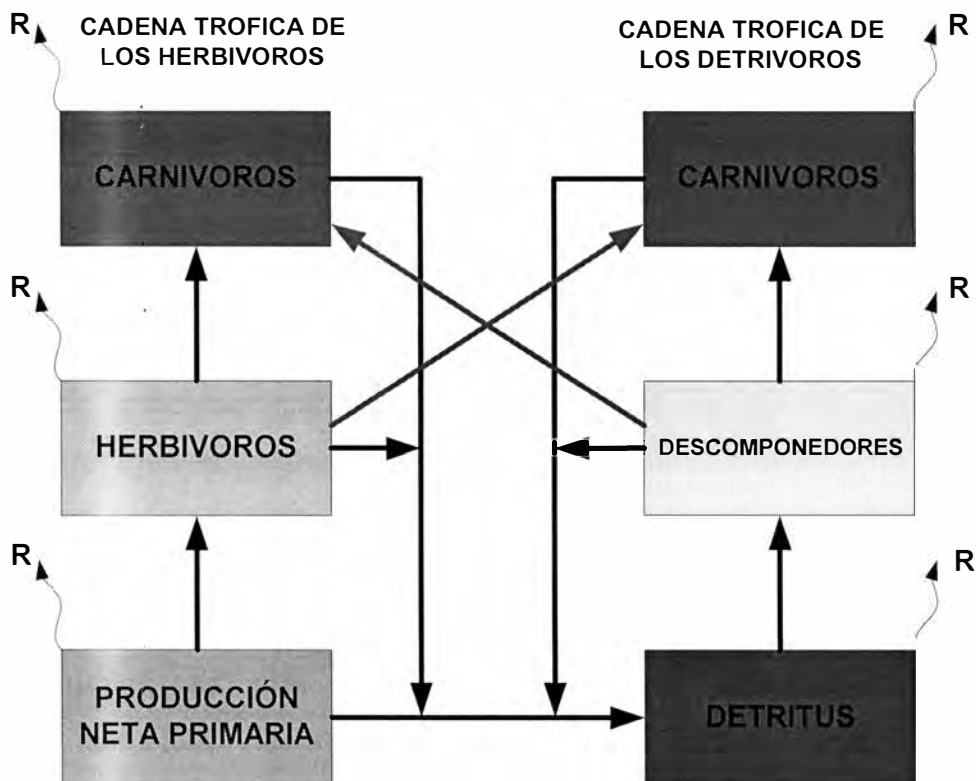 R
CADENA TROFICA DE
LOS HERBIVOROS
CADENA TROFICA DE
LOS DETRIVOROS
R
CARNIVOROS
CARNIVOROS
R
R
HERBIVOROS
DESCOMPONEDORES
R
R
PRODUCCIÓN
NETA PRIMARIA
DETRITUS